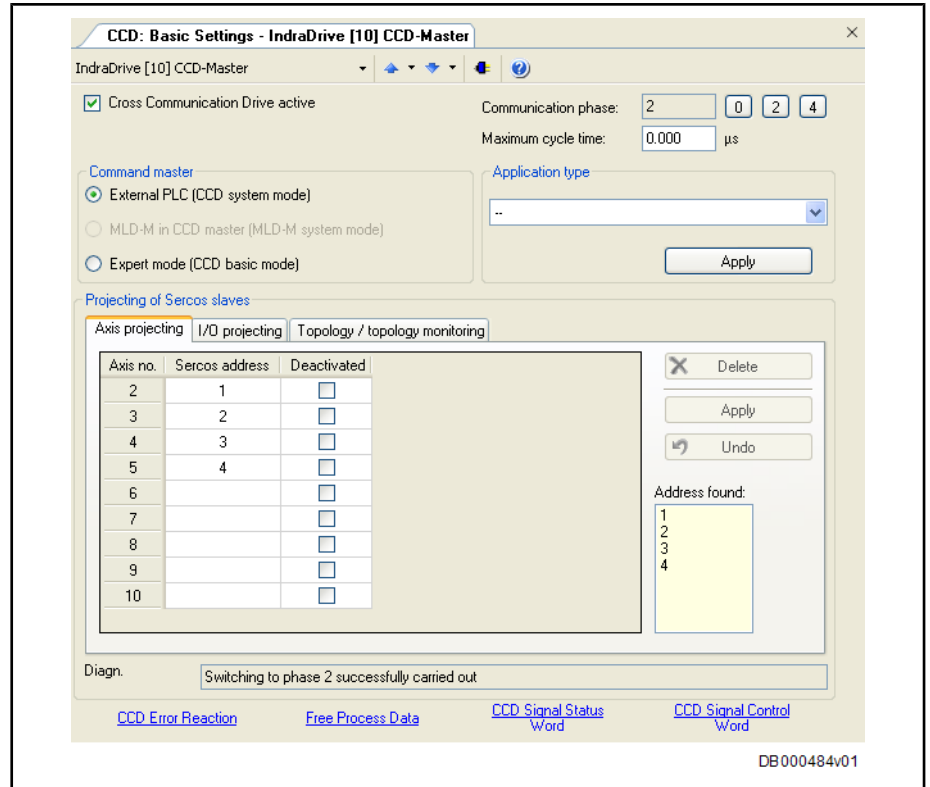 CCD: Basic Settings - IndraDrive [10] CCD-Master
IndraDrive [10] CCD-Master
Cross Communication Drive active
Communication phase: 2 0 2 4
Maximum cycle time: 0.000 µs
Command master
External PLC (CCD system mode)
MLD-M in CCD master (MLD-M system mode)
Expert mode (CCD basic mode)
Application type
--
Apply
Projecting of Sercos slaves
Axis projecting I/O projecting Topology / topology monitoring
Axis no. Sercos address Deactivated
2 1
3 2
4 3
5 4
6
7
8
9
10
Delete
Apply
Undo
Address found:
1
2
3
4
Diagn. Switching to phase 2 successfully carried out
CCD Error Reaction
Free Process Data
CCD Signal Status
Word
CCD Signal Control
Word
DB000484v01